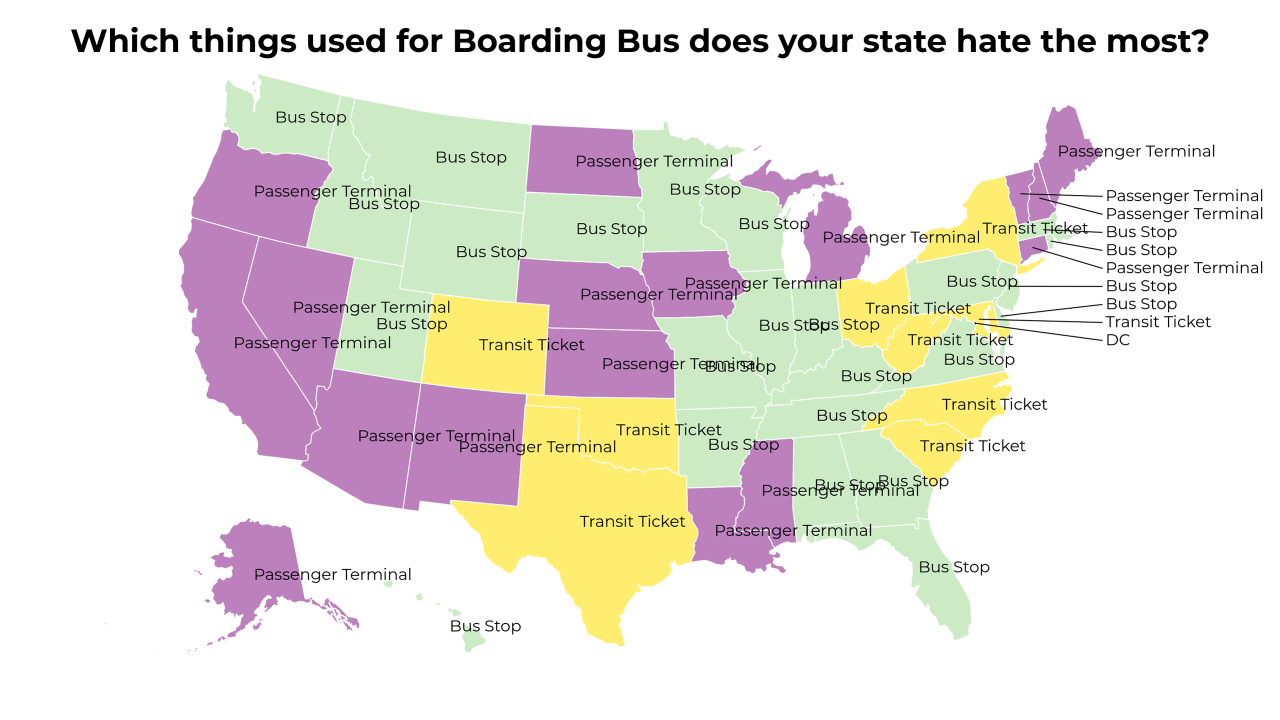 Which things used for Boarding Bus does your state hate the most?
Bus Stop
Passenger Terminal
Bus Stop
Bus Stop
Passenger Terminal
Bus Stop
Passenger Terminal
Bus Stop
Passenger Terminal
Passenger Terminal
Bus Stop
Passenger Terminal
Bus Stop
Transit Ticket
Bus Stop
Bus Stop
Bus Stop
Bus Stop
Passenger Terminal
Passenger Terminal
Transit Ticket
Bus Stop
Bus Stop
Passenger Terminal
Passenger Terminal
Passenger Terminal
Bus Stop
Transit Ticket
Bus Stop
Transit Ticket
DC
Passenger Terminal
Passenger Terminal
Bus Stop
Bus Stop
Transit Ticket
Transit Ticket
Bus Stop
Passenger Terminal
Bus Stop
Bus Stop
Transit Ticket
Passenger Terminal
Passenger Terminal
Transit Ticket
Bus Stop
Bus Stop
Transit Ticket
Transit Ticket
Bus Stop
Bus Stop
Passenger Terminal
Transit Ticket
Passenger Terminal
Bus Stop
Passenger Terminal
Bus Stop